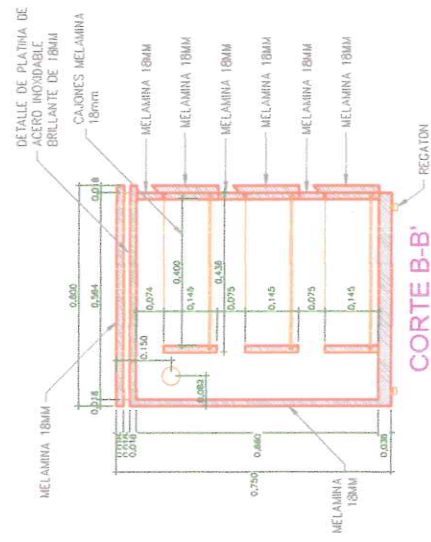 DETALLE DE PLATINA DE
ACERO INOXIDABLE
BRILLANTE DE 18MM
CAJONES MELAMINA
18mm
MELAMINA 18MM
MELAMINA 18MM
MELAMINA 18MM
MELAMINA 18MM
MELAMINA 18MM
MELAMINA 18MM
MELAMINA 18MM
0,018
0,800
0,564
0,018
0,150
0,083
0,400
0,436
0,074
0,145
0,075
0,145
0,075
0,145
0,018
0,018
0,660
0,038
0,750
MELAMINA
18MM
REGATON
CORTE B-B'